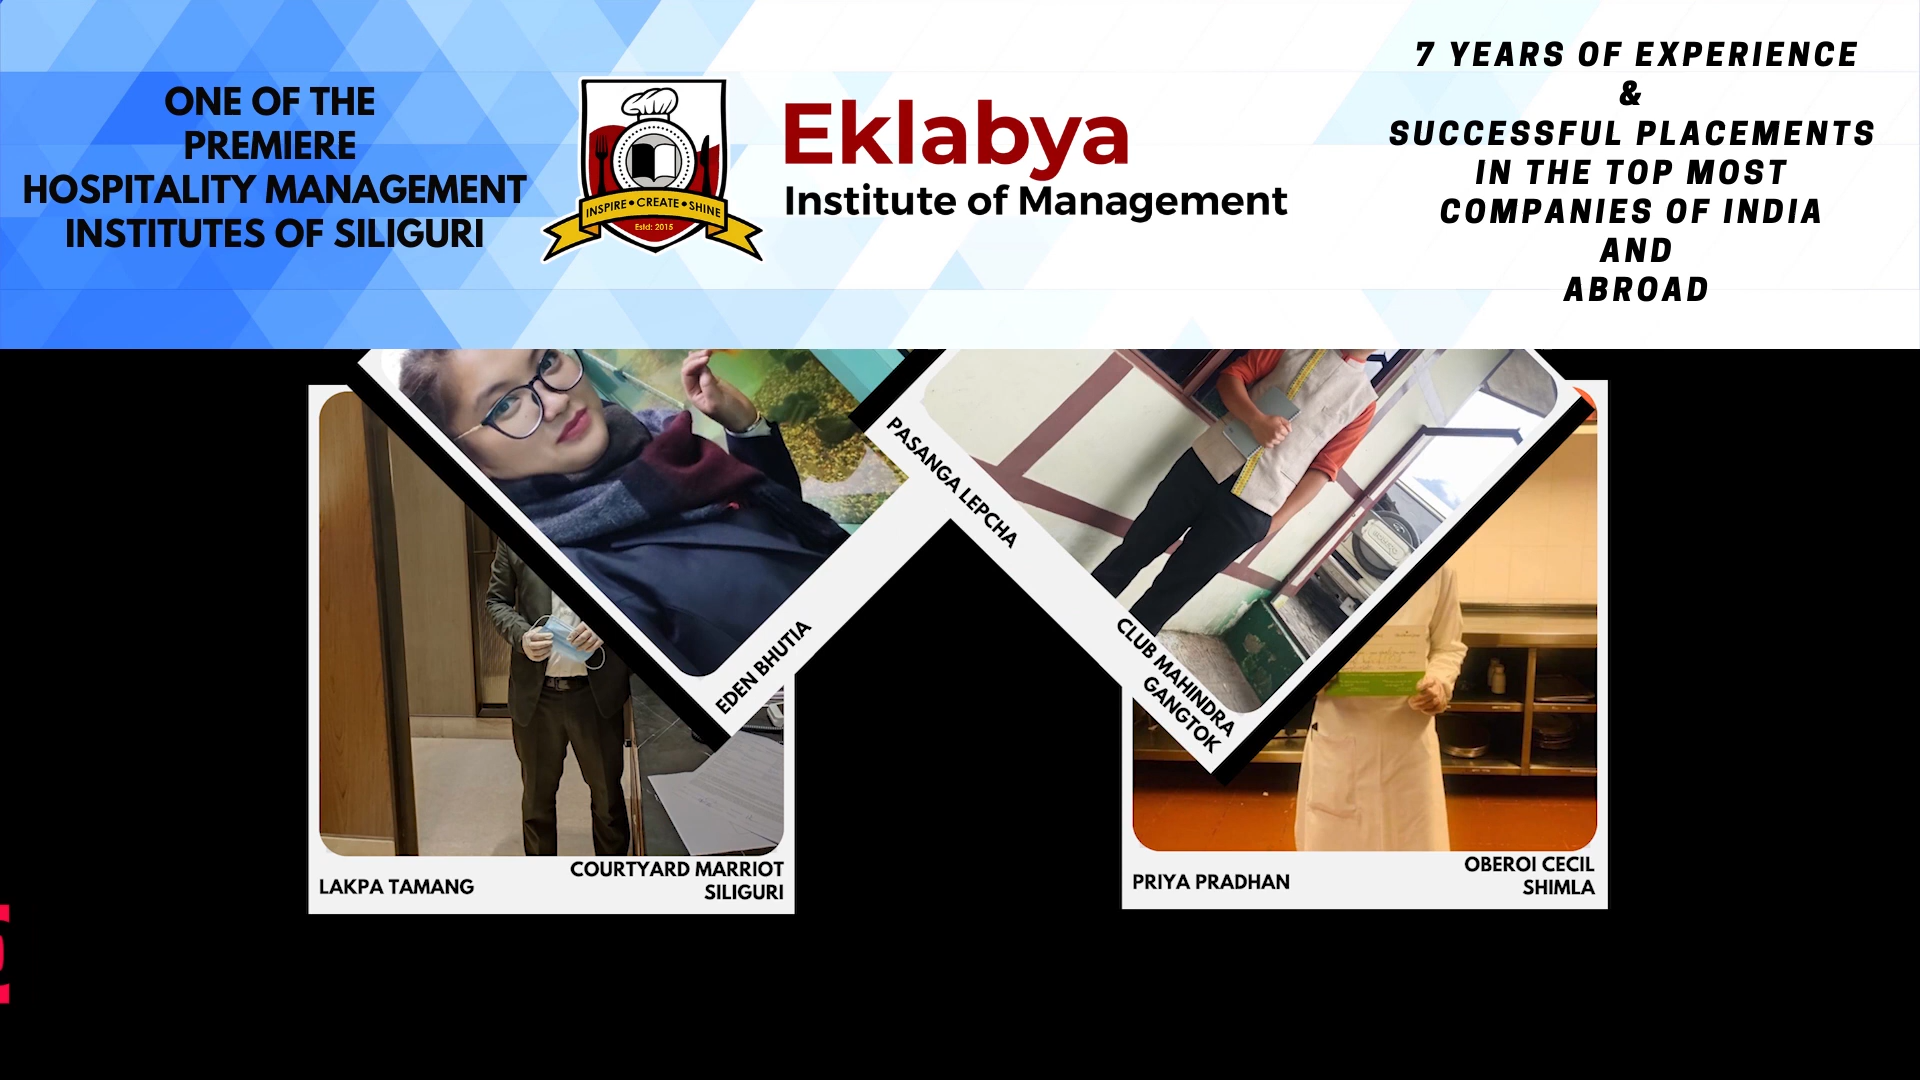 ONE OF THE
PREMIERE
HOSPITALITY MANAGEMENT
INSTITUTES OF SILIGURI
INSPIRE • CREATE • SHINE
Estd: 2015
Eklabya
Institute of Management
7 YEARS OF EXPERIENCE
&
SUCCESSFUL PLACEMENTS
IN THE TOP MOST
COMPANIES OF INDIA
AND
ABROAD
EDEN BHUTIA
PASANGA LEPCHA
CLUB MAHINDRA
GANGTOK
LAKPA TAMANG
COURTYARD MARRIOT
SILIGURI
PRIYA PRADHAN
OBEROI CECIL
SHIMLA